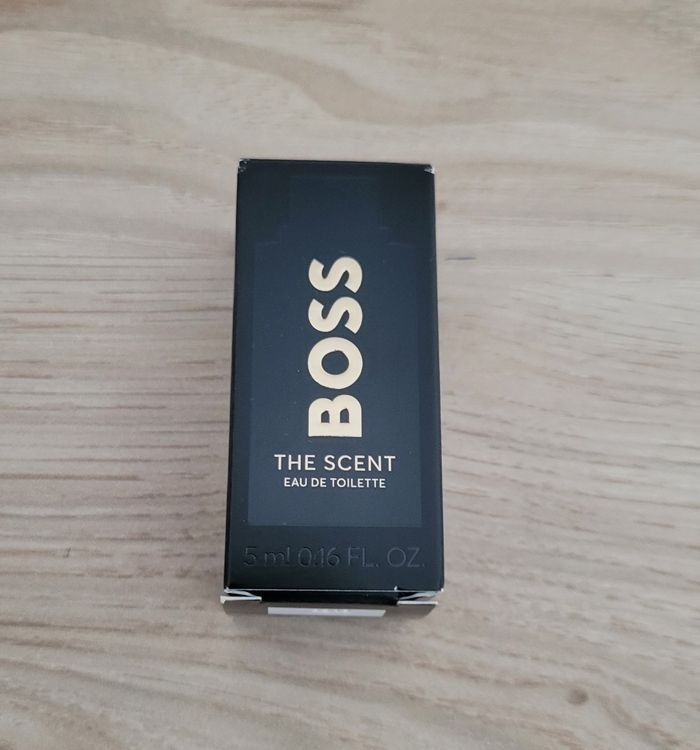 BOSS
THE SCENT
EAU DE TOILETTE
5 ml 0.16 FL. OZ.